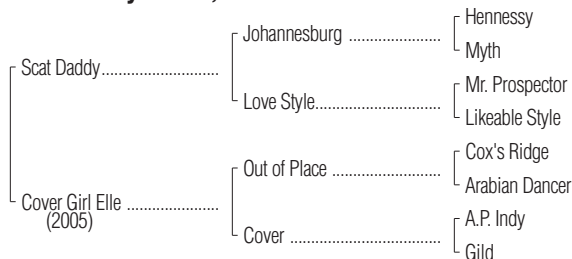 Hennessy
Johannesburg ....................
Myth
Scat Daddy..........................
Mr. Prospector
Love Style............................
Likeable Style
Cox's Ridge
Out of Place ........................
Arabian Dancer
Cover Girl Elle ....................
(2005)
A.P. Indy
Cover ..................................
Gild